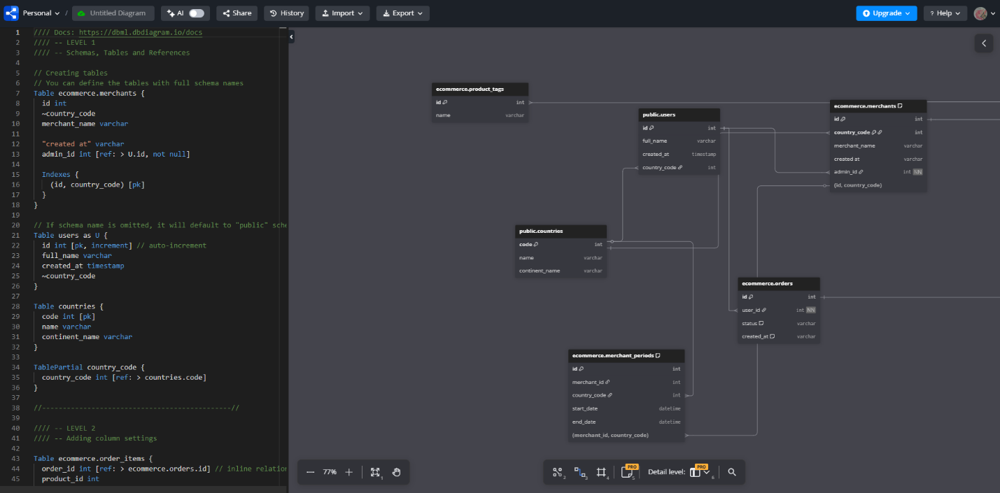 Personal / Untitled Diagram AI Share History Import Export Upgrade ? Help
1 //// Docs: https://dbml.dbdiagram.io/docs
2 //// -- LEVEL 1
3 //// -- Schemas, Tables and References
4
5 // Creating tables
6 // You can define the tables with full schema names
7 Table ecommerce.merchants {
8 id int
9 ~country_code
10 merchant_name varchar
11
12 "created at" varchar
13 admin_id int [ref: > U.id, not null]
14
15 Indexes {
16 (id, country_code) [pk]
17 }
18 }
19
20 // If schema name is omitted, it will default to "public" sche
21 Table users as U {
22 id int [pk, increment] // auto-increment
23 full_name varchar
24 created_at timestamp
25 ~country_code
26 }
27
28 Table countries {
29 code int [pk]
30 name varchar
31 continent_name varchar
32 }
33
34 TablePartial country_code {
35 country_code int [ref: > countries.code]
36 }
37
38 //----------------------------------------------//
39
40 //// -- LEVEL 2
41 //// -- Adding column settings
42
43 Table ecommerce.order_items {
44 order_id int [ref: > ecommerce.orders.id] // inline relatio
45 product_id int
ecommerce.product_tags
id int
name varchar
public.users
id int
full_name varchar
created_at timestamp
country_code int
ecommerce.merchants
id int
country_code int
merchant_name varchar
created at varchar
admin_id int NN
(id, country_code)
public.countries
code int
name varchar
continent_name varchar
ecommerce.orders
id int
user_id int NN
status varchar
created_at varchar
ecommerce.merchant_periods
id int
merchant_id int
country_code int
start_date datetime
end_date datetime
(merchant_id, country_code)
77% 1
2 3 4 PRO 5 Detail level: PRO 6